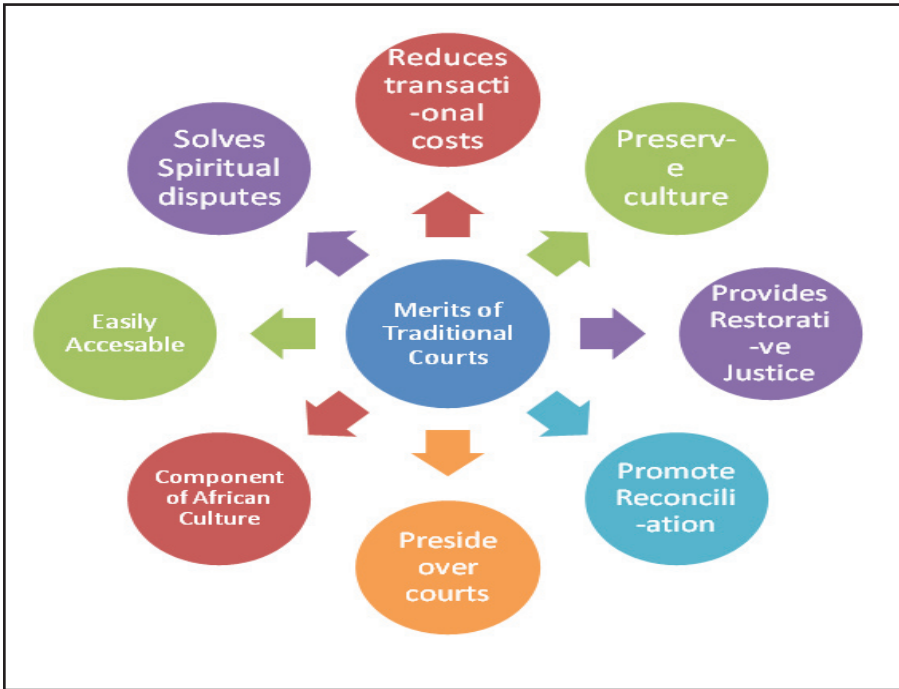 Reduces
transacti
-onal
costs
Preserv-
e
culture
Provides
Restorati
-ve
Justice
Promote
Reconcili
-ation
Preside
over
courts
Component
of African
Culture
Easily
Accesable
Solves
Spiritual
disputes
Merits of
Traditional
Courts